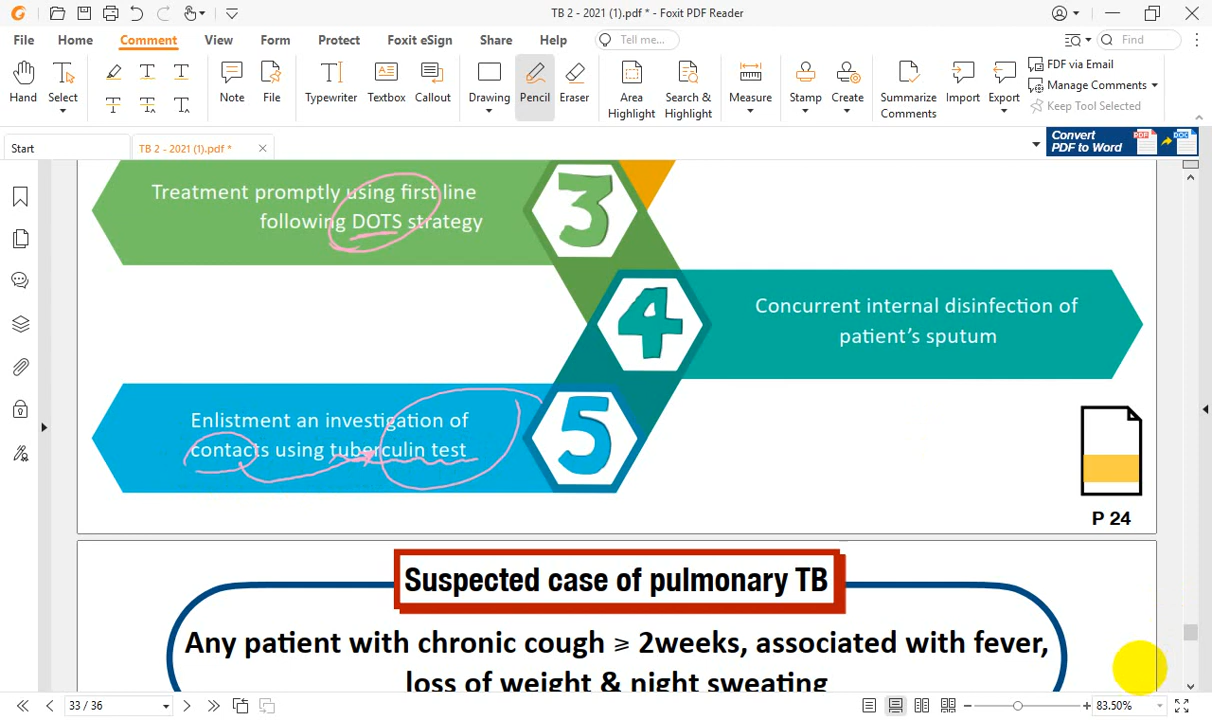 TB 2 - 2021 (1).pdf * - Foxit PDF Reader
File Home Comment View Form Protect Foxit eSign Share Help Tell me... Find
Hand Select Note File Typewriter Textbox Callout Drawing Pencil Eraser Area Highlight Search & Highlight Measure Stamp Create Summarize Comments Import Export
PDF via Email
Manage Comments
Keep Tool Selected
Start TB 2 - 2021 (1).pdf *
Convert
PDF to Word
PDF DOC
Treatment promptly using first line
following DOTS strategy
3
4
Concurrent internal disinfection of
patient's sputum
Enlistment an investigation of
contacts using tuberculin test
5
P 24
Suspected case of pulmonary TB
Any patient with chronic cough ⩾ 2weeks, associated with fever,
loss of weight & night sweating
33 / 36
83.50%